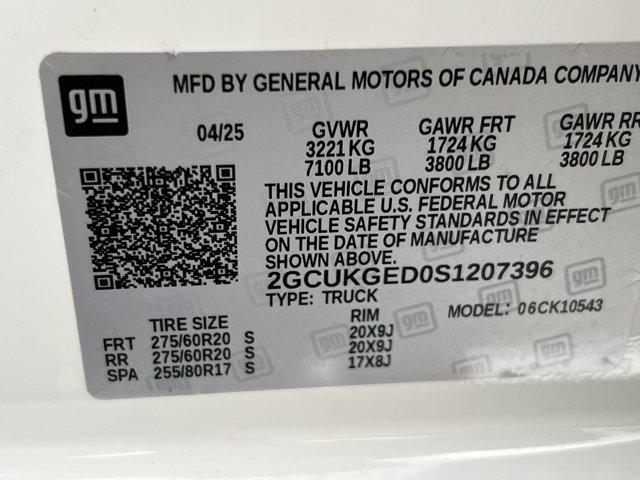 gm
MFD BY GENERAL MOTORS OF CANADA COMPANY
04/25 GVWR GAWR FRT GAWR RR
3221 KG 1724 KG 1724 KG
7100 LB 3800 LB 3800 LB
THIS VEHICLE CONFORMS TO ALL
APPLICABLE U.S. FEDERAL MOTOR
VEHICLE SAFETY STANDARDS IN EFFECT
ON THE DATE OF MANUFACTURE
SHOWN ABOVE.
2GCUKGED0S1207396
TYPE: TRUCK MODEL: 06CK10543
TIRE SIZE RIM
FRT 275/60R20 S 20X9J
RR 275/60R20 S 20X9J
SPA 255/80R17 S 17X8J